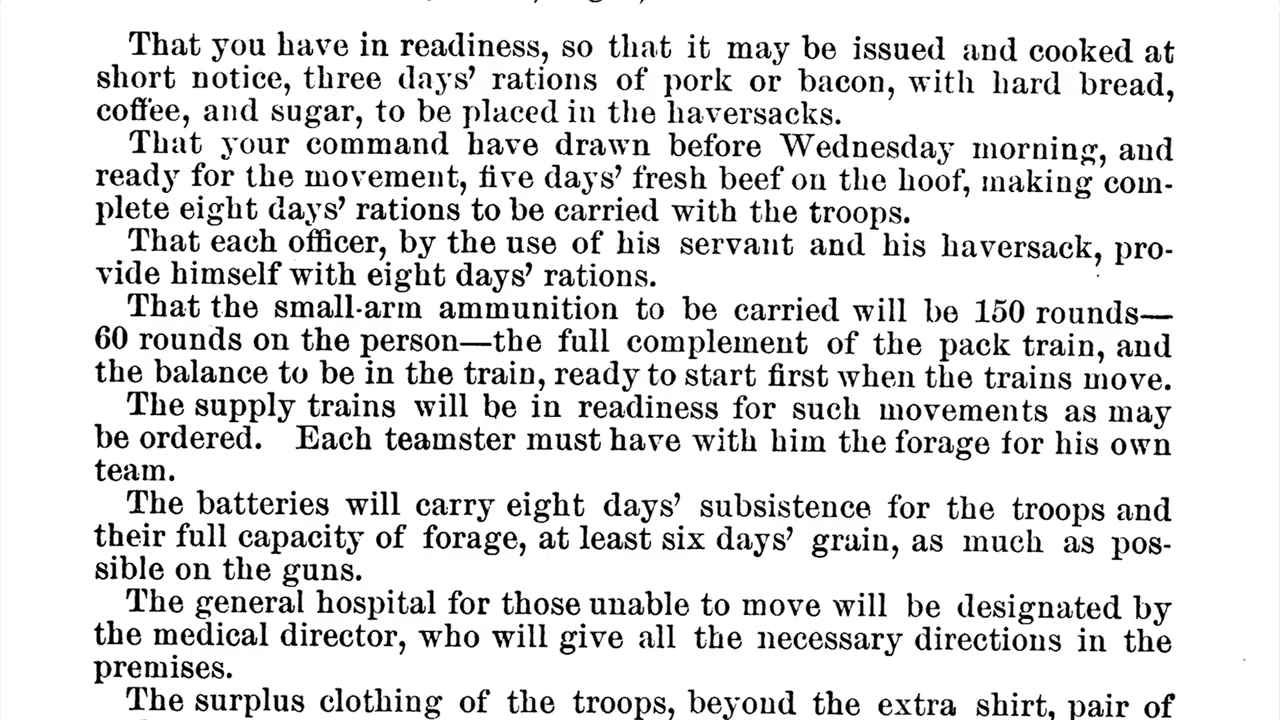 That you have in readiness, so that it may be issued and cooked at
short notice, three days' rations of pork or bacon, with hard bread,
coffee, and sugar, to be placed in the haversacks.
That your command have drawn before Wednesday morning, and
ready for the movement, five days' fresh beef on the hoof, making com-
plete eight days' rations to be carried with the troops.
That each officer, by the use of his servant and his haversack, pro-
vide himself with eight days' rations.
That the small-arm ammunition to be carried will be 150 rounds—
60 rounds on the person—the full complement of the pack train, and
the balance to be in the train, ready to start first when the trains move.
The supply trains will be in readiness for such movements as may
be ordered. Each teamster must have with him the forage for his own
team.
The batteries will carry eight days' subsistence for the troops and
their full capacity of forage, at least six days' grain, as much as pos-
sible on the guns.
The general hospital for those unable to move will be designated by
the medical director, who will give all the necessary directions in the
premises.
The surplus clothing of the troops, beyond the extra shirt, pair of